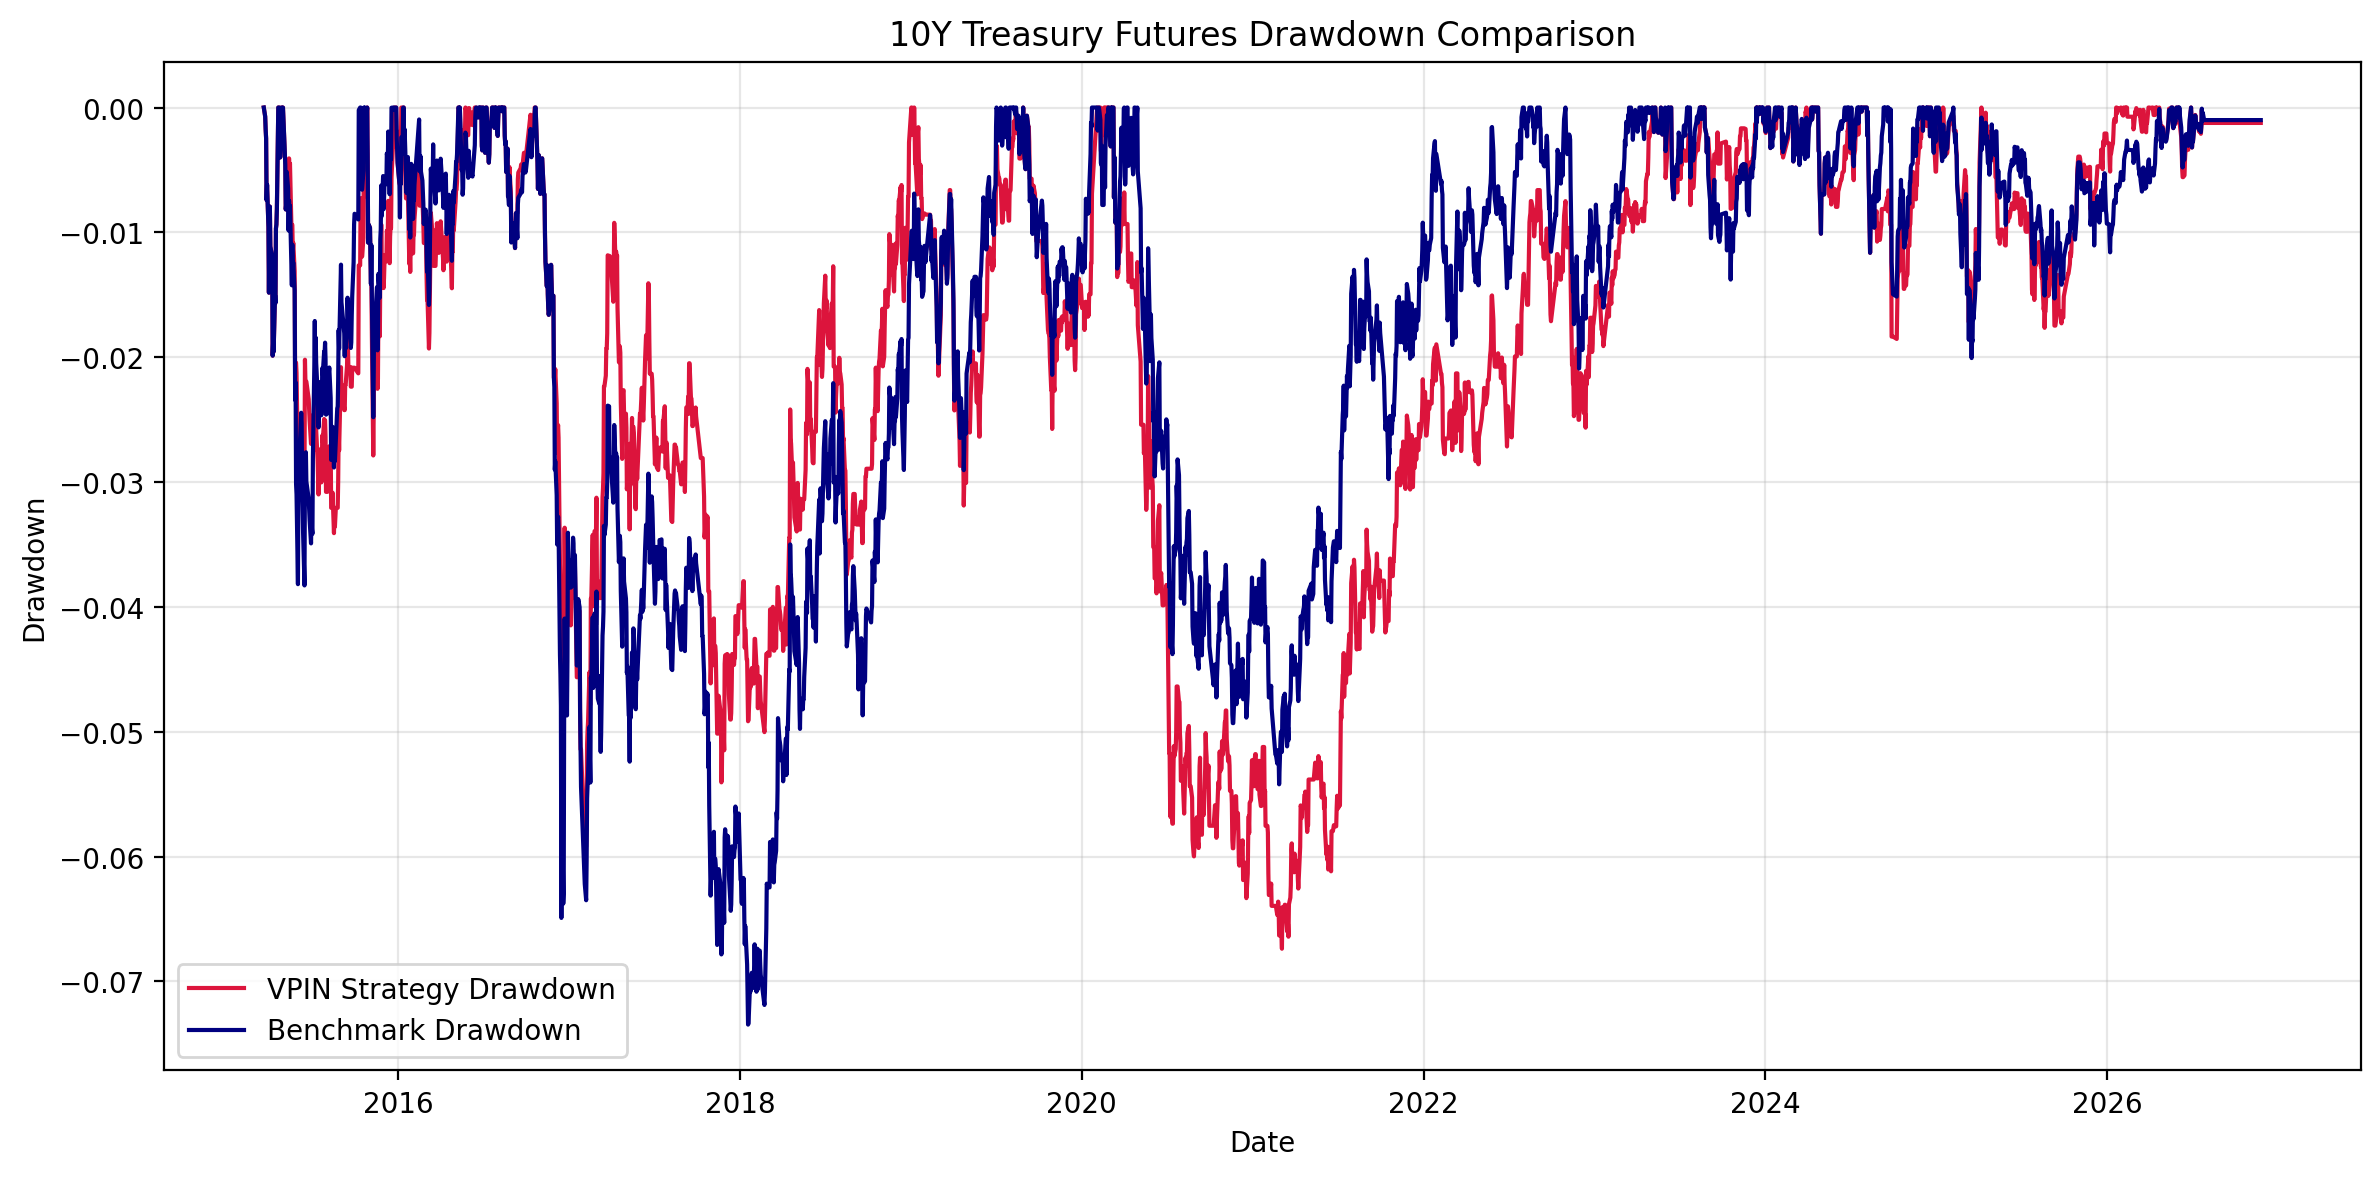 10Y Treasury Futures Drawdown Comparison
0.00
−0.01
−0.02
−0.03
−0.04
−0.05
−0.06
−0.07
Drawdown
VPIN Strategy Drawdown
Benchmark Drawdown
2016 2018 2020 2022 2024 2026
Date